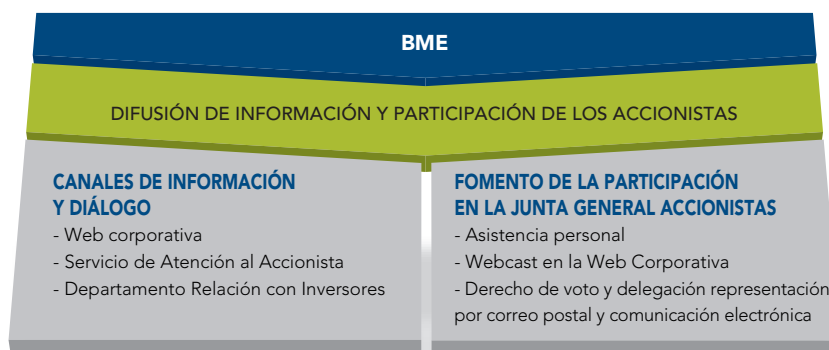 BME
DIFUSIÓN DE INFORMACIÓN Y PARTICIPACIÓN DE LOS ACCIONISTAS
CANALES DE INFORMACIÓN
Y DIÁLOGO
- Web corporativa
- Servicio de Atención al Accionista
- Departamento Relación con Inversores
FOMENTO DE LA PARTICIPACIÓN
EN LA JUNTA GENERAL ACCIONISTAS
- Asistencia personal
- Webcast en la Web Corporativa
- Derecho de voto y delegación representación
por correo postal y comunicación electrónica